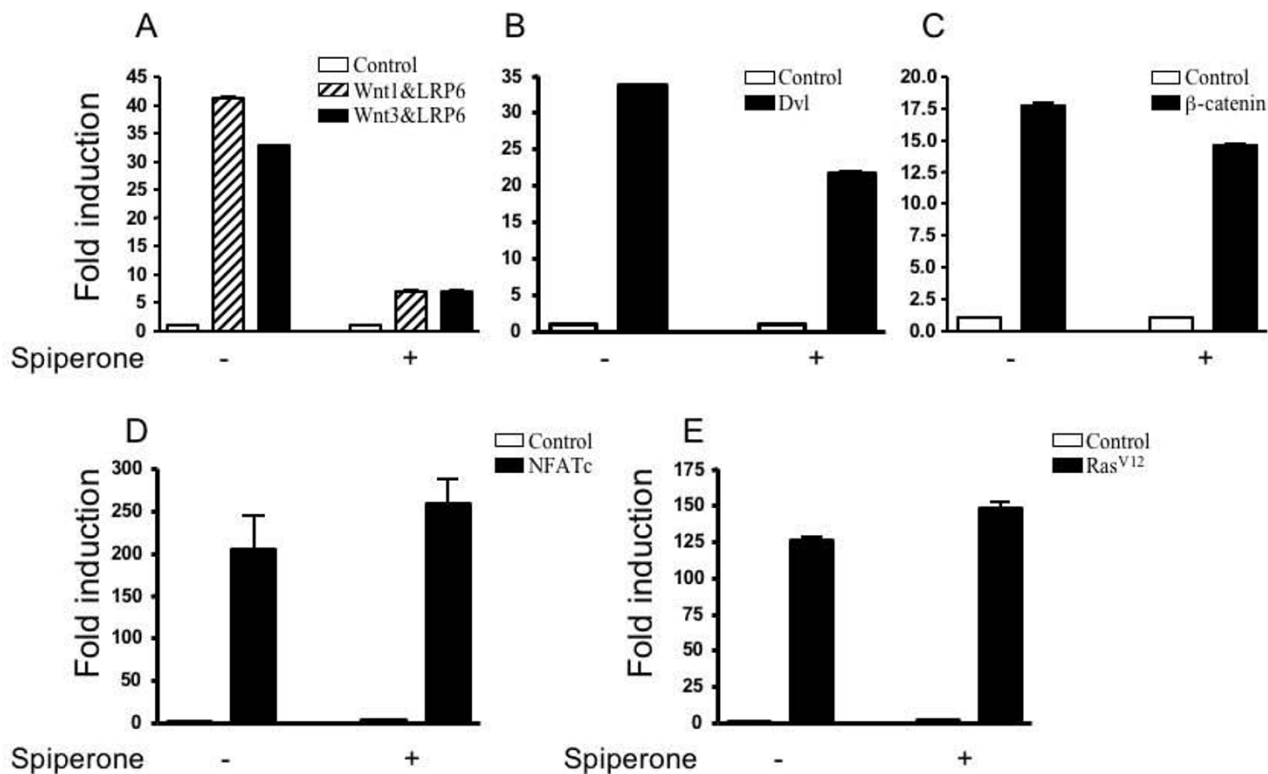 A
Control
Wnt1&LRP6
Wnt3&LRP6
Fold induction
45
40
35
30
25
20
15
10
5
0
Spiperone - +
B
Control
Dvl
35
30
25
20
15
10
5
0
- +
C
Control
β-catenin
20.0
17.5
15.0
12.5
10.0
7.5
5.0
2.5
0.0
- +
D
Control
NFATc
Fold induction
300
250
200
150
100
50
0
Spiperone - +
E
Control
Ras^V12
Fold induction
175
150
125
100
75
50
25
0
Spiperone - +